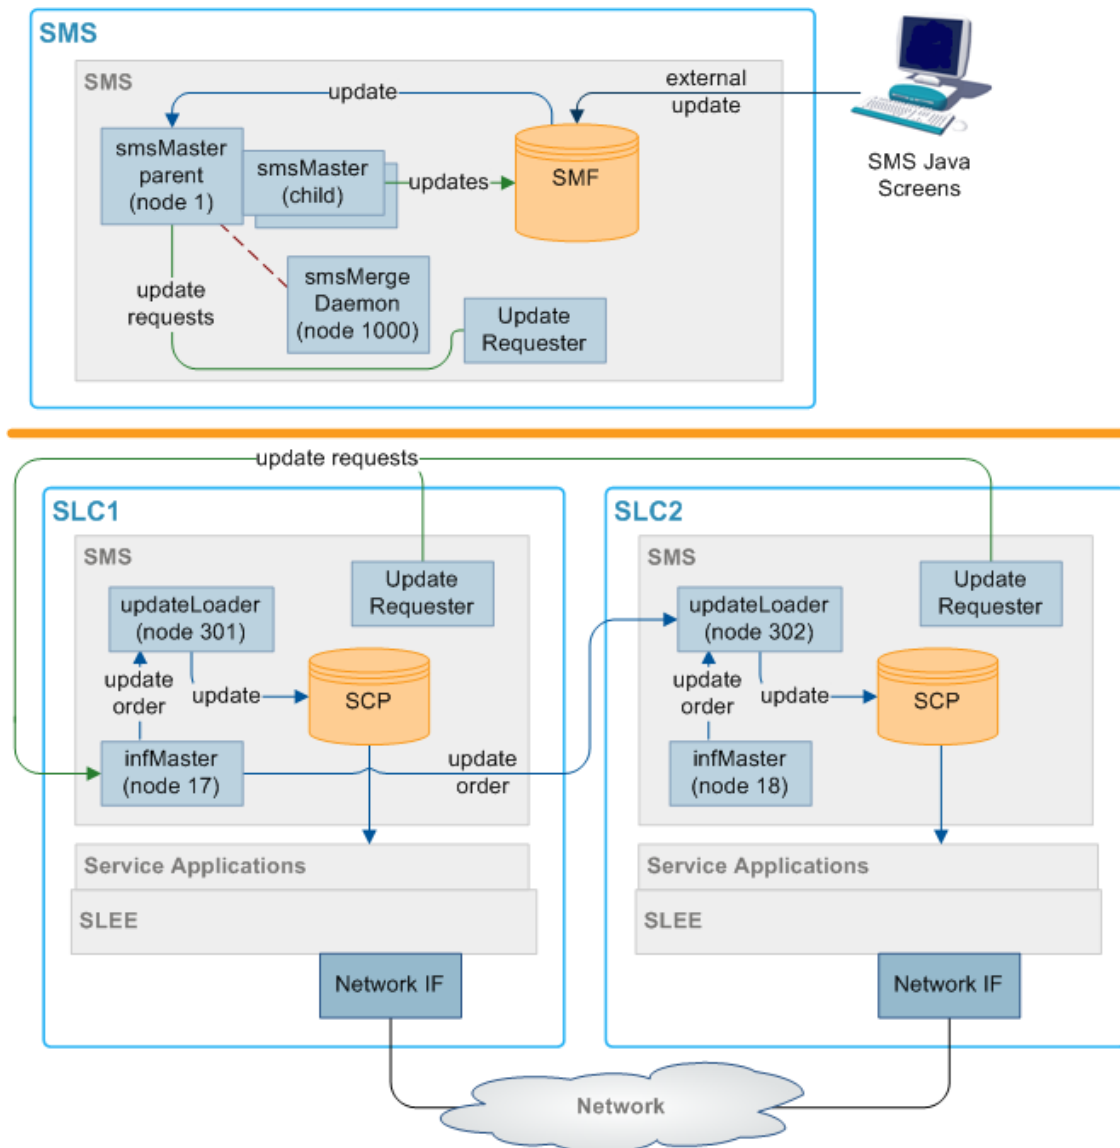 SMS
SMS
update
external
update
smsMaster
parent
(node 1)
smsMaster
(child)
updates
SMF
SMS Java
Screens
update
requests
smsMerge
Daemon
(node 1000)
Update
Requester
update requests
SLC1
SMS
Update
Requester
updateLoader
(node 301)
update
order
update
SCP
infMaster
(node 17)
update
order
Service Applications
SLEE
Network IF
SLC2
SMS
Update
Requester
updateLoader
(node 302)
update
order
update
SCP
infMaster
(node 18)
Service Applications
SLEE
Network IF
Network